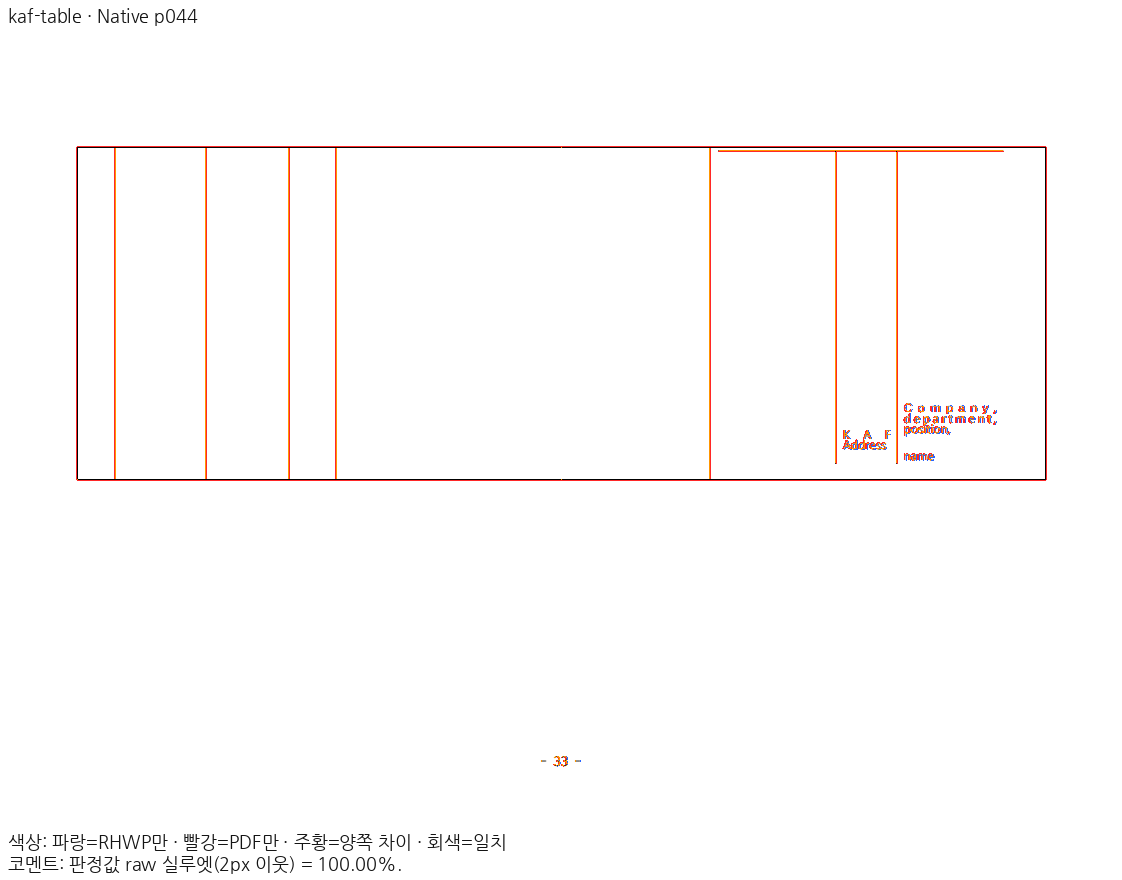 kaf-table · Native p044
Company,
department,
position,
K A F
Address
name
- 33 -
색상: 파랑=RHWP만 · 빨강=PDF만 · 주황=양쪽 차이 · 회색=일치
코멘트: 판정값 raw 실루엣(2px 이웃) = 100.00%.